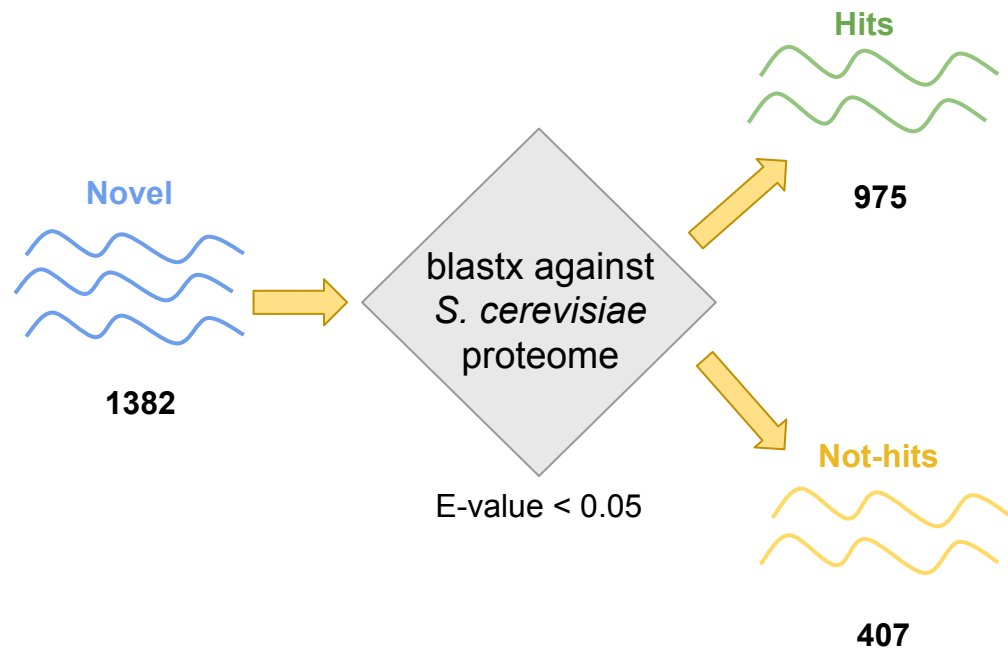 Novel
1382
blastx against
S. cerevisiae
proteome
E-value < 0.05
Hits
975
Not-hits
407